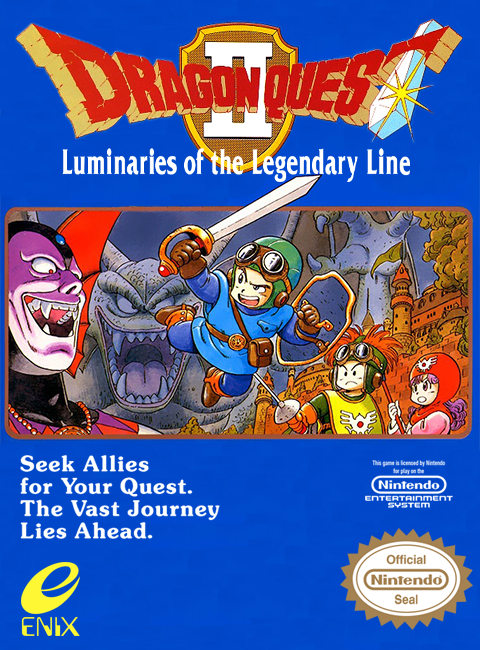 DRAGON QUEST
II
Luminaries of the Legendary Line
Seek Allies
for Your Quest.
The Vast Journey
Lies Ahead.
This game is licensed by Nintendo
for play on the
Nintendo
ENTERTAINMENT
SYSTEM
Official
Nintendo
Seal
ENIX